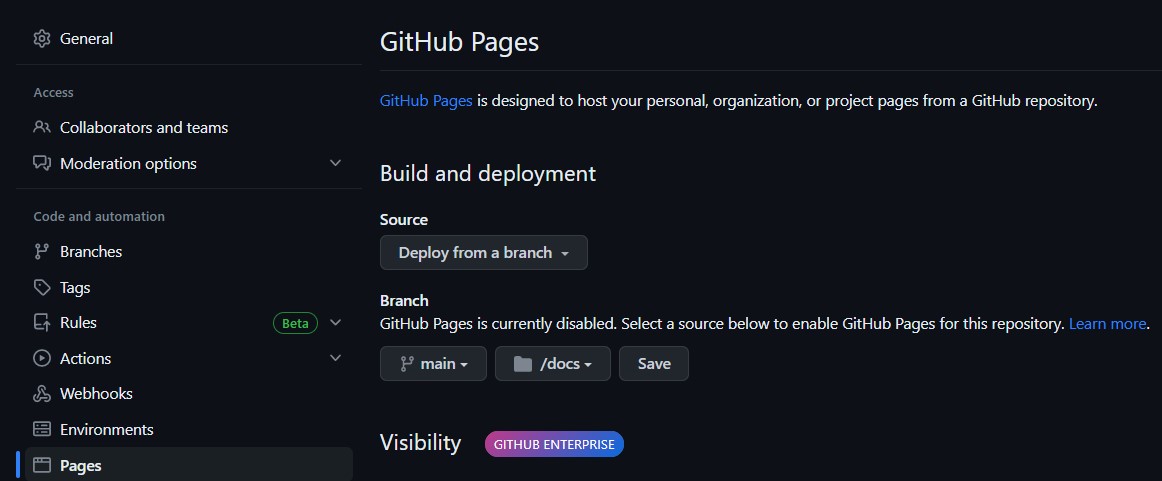 General
Access
Collaborators and teams
Moderation options
Code and automation
Branches
Tags
Rules
Beta
Actions
Webhooks
Environments
Pages
GitHub Pages
GitHub Pages is designed to host your personal, organization, or project pages from a GitHub repository.
Build and deployment
Source
Deploy from a branch
Branch
GitHub Pages is currently disabled. Select a source below to enable GitHub Pages for this repository. Learn more.
main
/docs
Save
Visibility
GITHUB ENTERPRISE